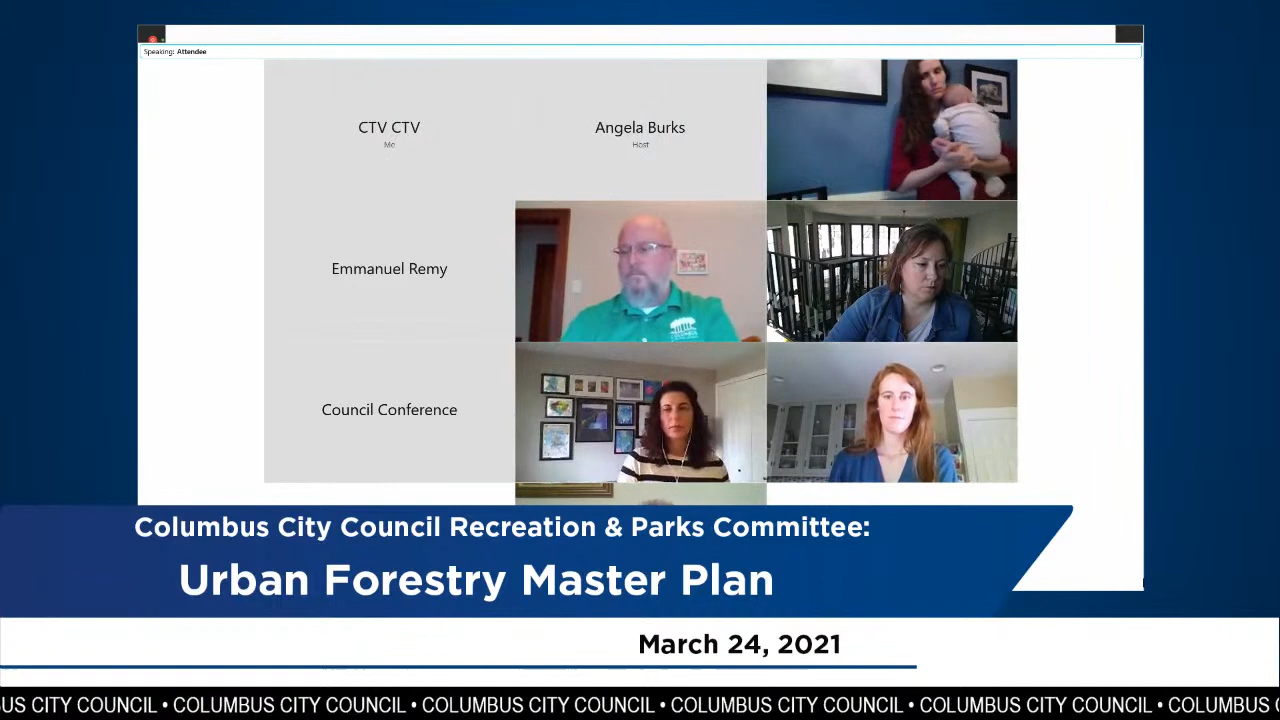 Speaking: Attendee
CTV CTV
Me
Angela Burks
Host
Emmanuel Remy
COLUMBUS
Council Conference
Columbus City Council Recreation & Parks Committee:
Urban Forestry Master Plan
March 24, 2021
US CITY COUNCIL • COLUMBUS CITY COUNCIL • COLUMBUS CITY COUNCIL • COLUMBUS CITY COUNCIL • COLUMBUS